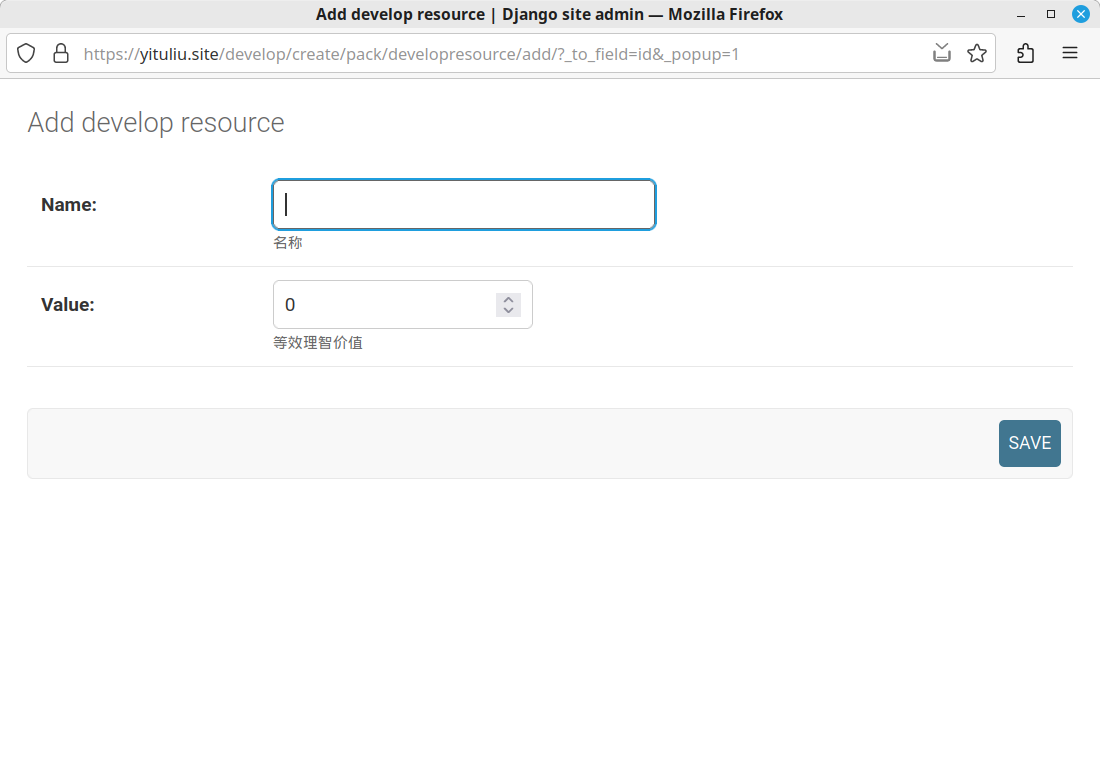 Add develop resource | Django site admin — Mozilla Firefox
https://yituliu.site/develop/create/pack/developresource/add/?_to_field=id&_popup=1
Add develop resource
Name:
名称
Value:
0
等效理智价值
SAVE